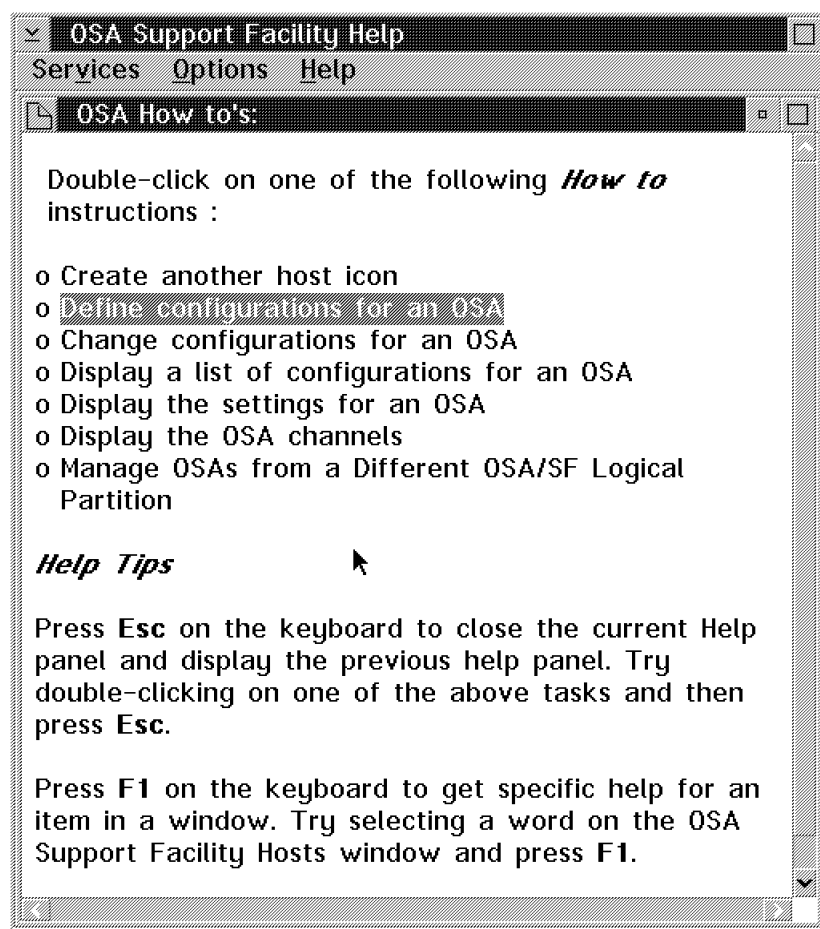 OSA Support Facility Help
Services Options Help
OSA How to's:
Double-click on one of the following How to
instructions :
o Create another host icon
o Define configurations for an OSA
o Change configurations for an OSA
o Display a list of configurations for an OSA
o Display the settings for an OSA
o Display the OSA channels
o Manage OSAs from a Different OSA/SF Logical
Partition
Help Tips
Press Esc on the keyboard to close the current Help
panel and display the previous help panel. Try
double-clicking on one of the above tasks and then
press Esc.
Press F1 on the keyboard to get specific help for an
item in a window. Try selecting a word on the OSA
Support Facility Hosts window and press F1.